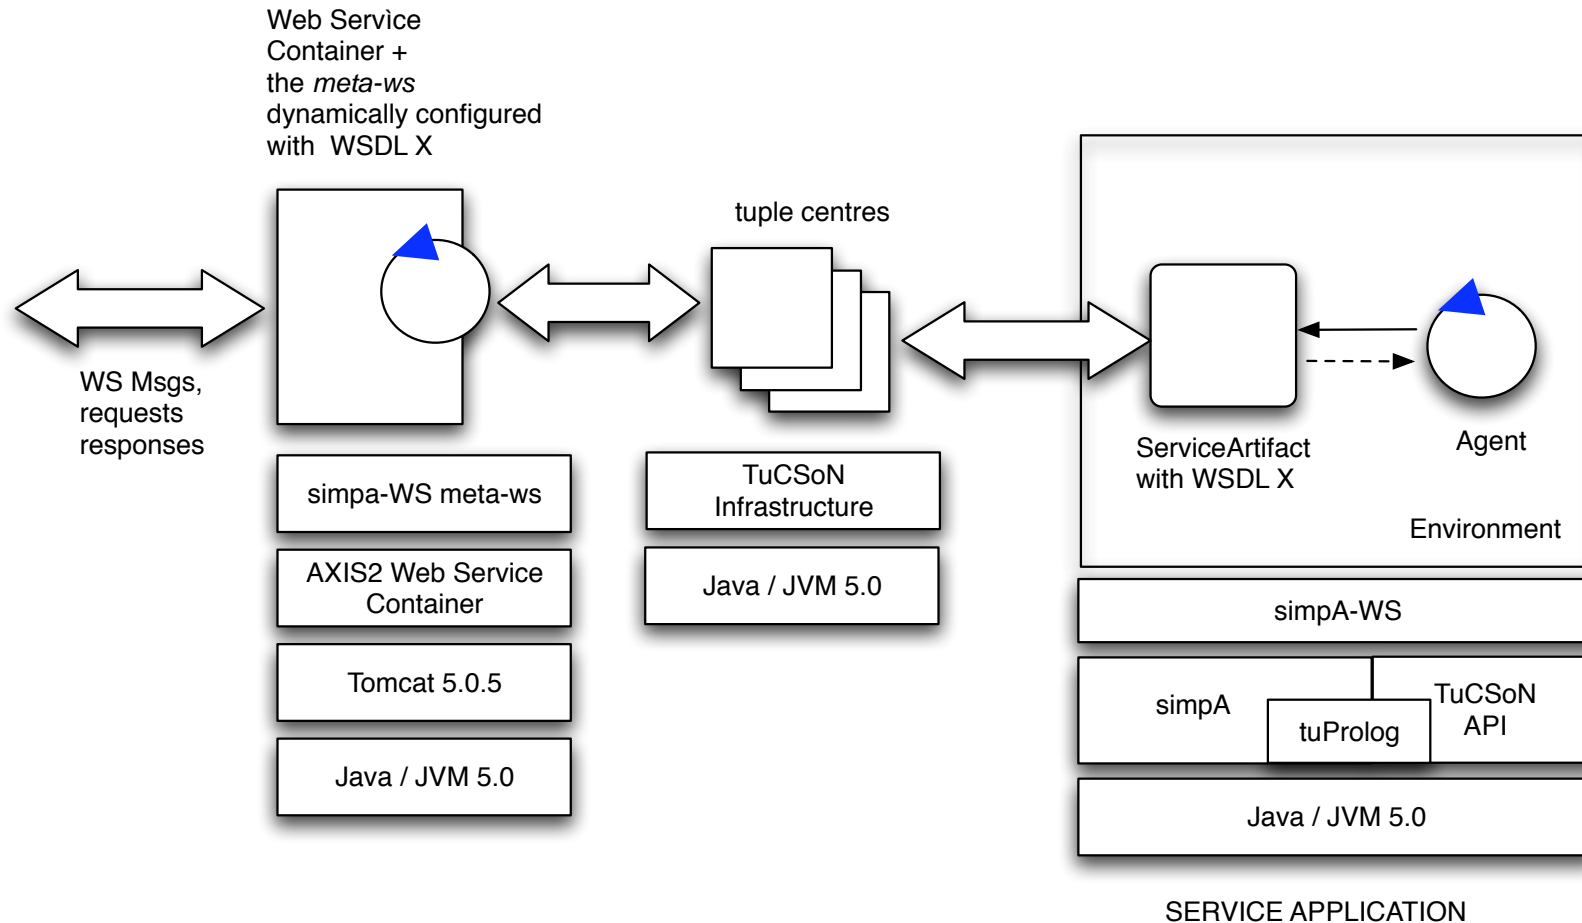 Web Servìce
Container +
the meta-ws
dynamically configured
with WSDL X
tuple centres
WS Msgs,
requests
responses
ServiceArtifact
with WSDL X
Agent
Environment
simpa-WS meta-ws
AXIS2 Web Service
Container
Tomcat 5.0.5
Java / JVM 5.0
TuCSoN
Infrastructure
Java / JVM 5.0
simpA-WS
simpA
tuProlog
TuCSoN
API
Java / JVM 5.0
SERVICE APPLICATION